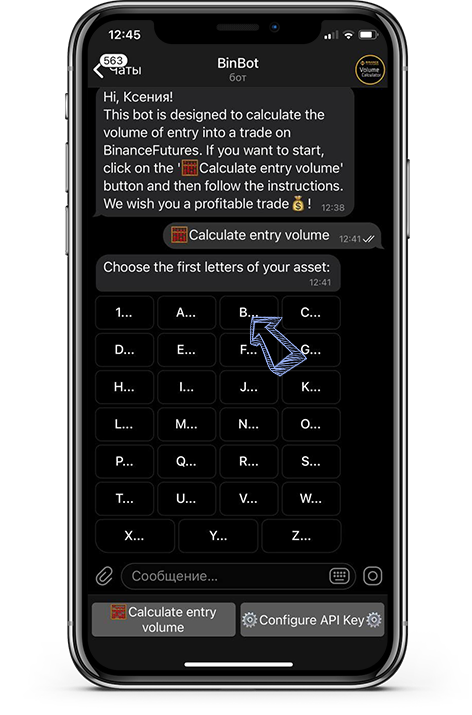 12:45
563
Чаты
BinBot
бот
Volume
Calculator
Hi, Ксения!
This bot is designed to calculate the
volume of entry into a trade on
BinanceFutures. If you want to start,
click on the '🧮Calculate entry volume'
button and then follow the instructions.
We wish you a profitable trade💰! 12:38
🧮Calculate entry volume 12:41
Choose the first letters of your asset:
12:41
1... A... B... C...
D... E... F... G...
H... I... J... K...
L... M... N... O...
P... Q... R... S...
T... U... V... W...
X... Y... Z...
Сообщение...
🧮Calculate entry
volume
⚙️Configure API Key⚙️